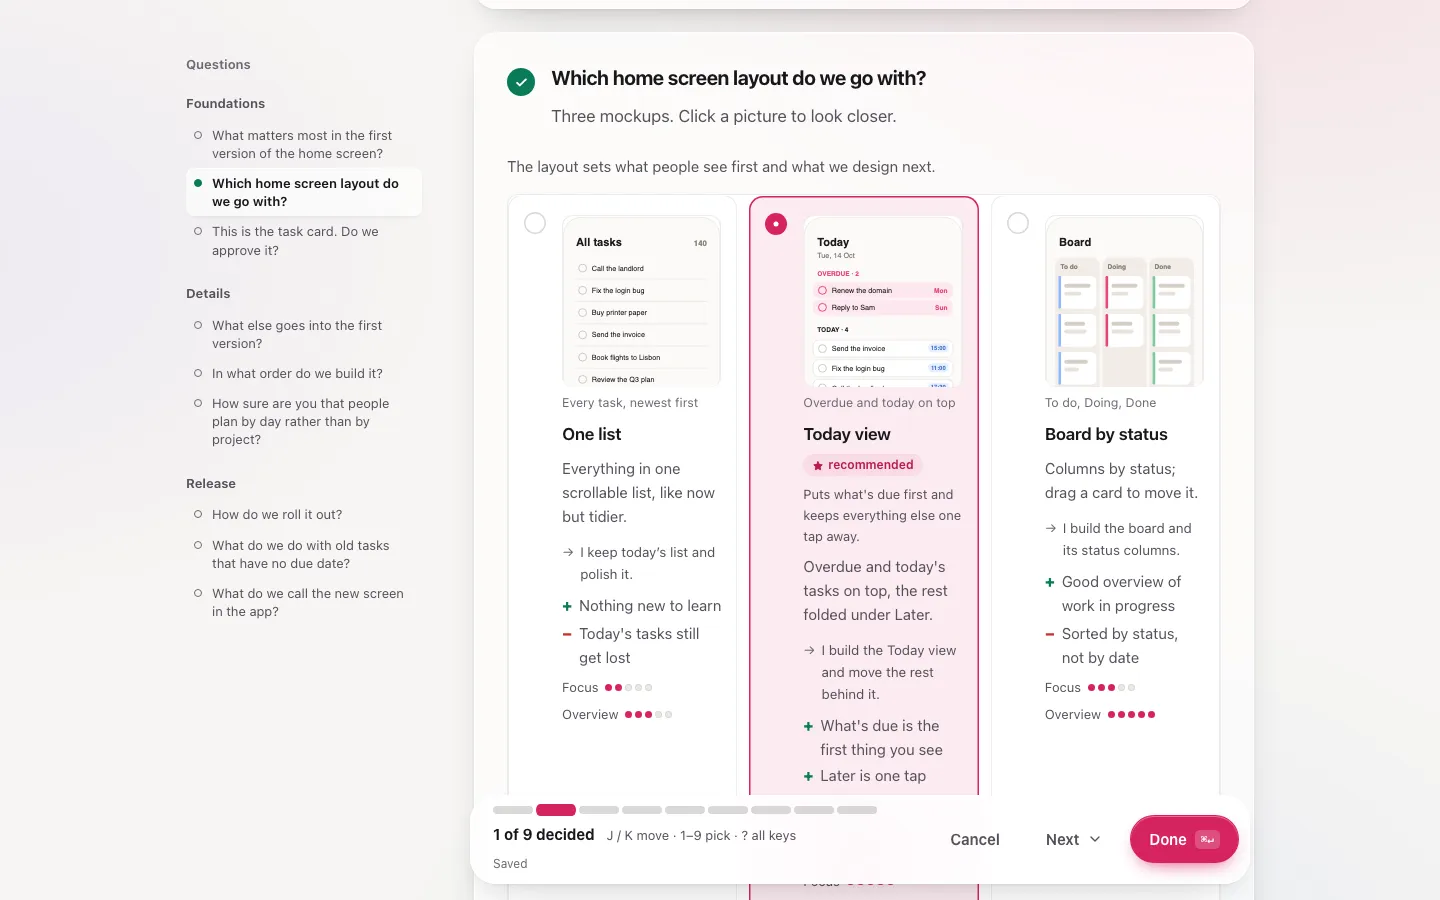 Questions
Foundations
What matters most in the first
version of the home screen?
Which home screen layout do
we go with?
This is the task card. Do we
approve it?
Details
What else goes into the first
version?
In what order do we build it?
How sure are you that people
plan by day rather than by
project?
Release
How do we roll it out?
What do we do with old tasks
that have no due date?
What do we call the new screen
in the app?
Which home screen layout do we go with?
Three mockups. Click a picture to look closer.
The layout sets what people see first and what we design next.
All tasks 140
Call the landlord
Fix the login bug
Buy printer paper
Send the invoice
Book flights to Lisbon
Review the Q3 plan
Every task, newest first
One list
Everything in one
scrollable list, like now
but tidier.
→ I keep today's list and
polish it.
+ Nothing new to learn
− Today's tasks still
get lost
Focus
Overview
Today
Tue, 14 Oct
OVERDUE · 2
Renew the domain Mon
Reply to Sam Sun
TODAY · 4
Send the invoice 15:00
Fix the login bug 11:00
Overdue and today on top
Today view
★ recommended
Puts what's due first and
keeps everything else one
tap away.
Overdue and today's
tasks on top, the rest
folded under Later.
→ I build the Today view
and move the rest
behind it.
+ What's due is the
first thing you see
+ Later is one tap
Board
To do Doing Done
To do, Doing, Done
Board by status
Columns by status;
drag a card to move it.
→ I build the board and
its status columns.
+ Good overview of
work in progress
− Sorted by status,
not by date
Focus
Overview
1 of 9 decided J / K move · 1–9 pick · ? all keys
Saved
Cancel
Next
Done ⌘↵